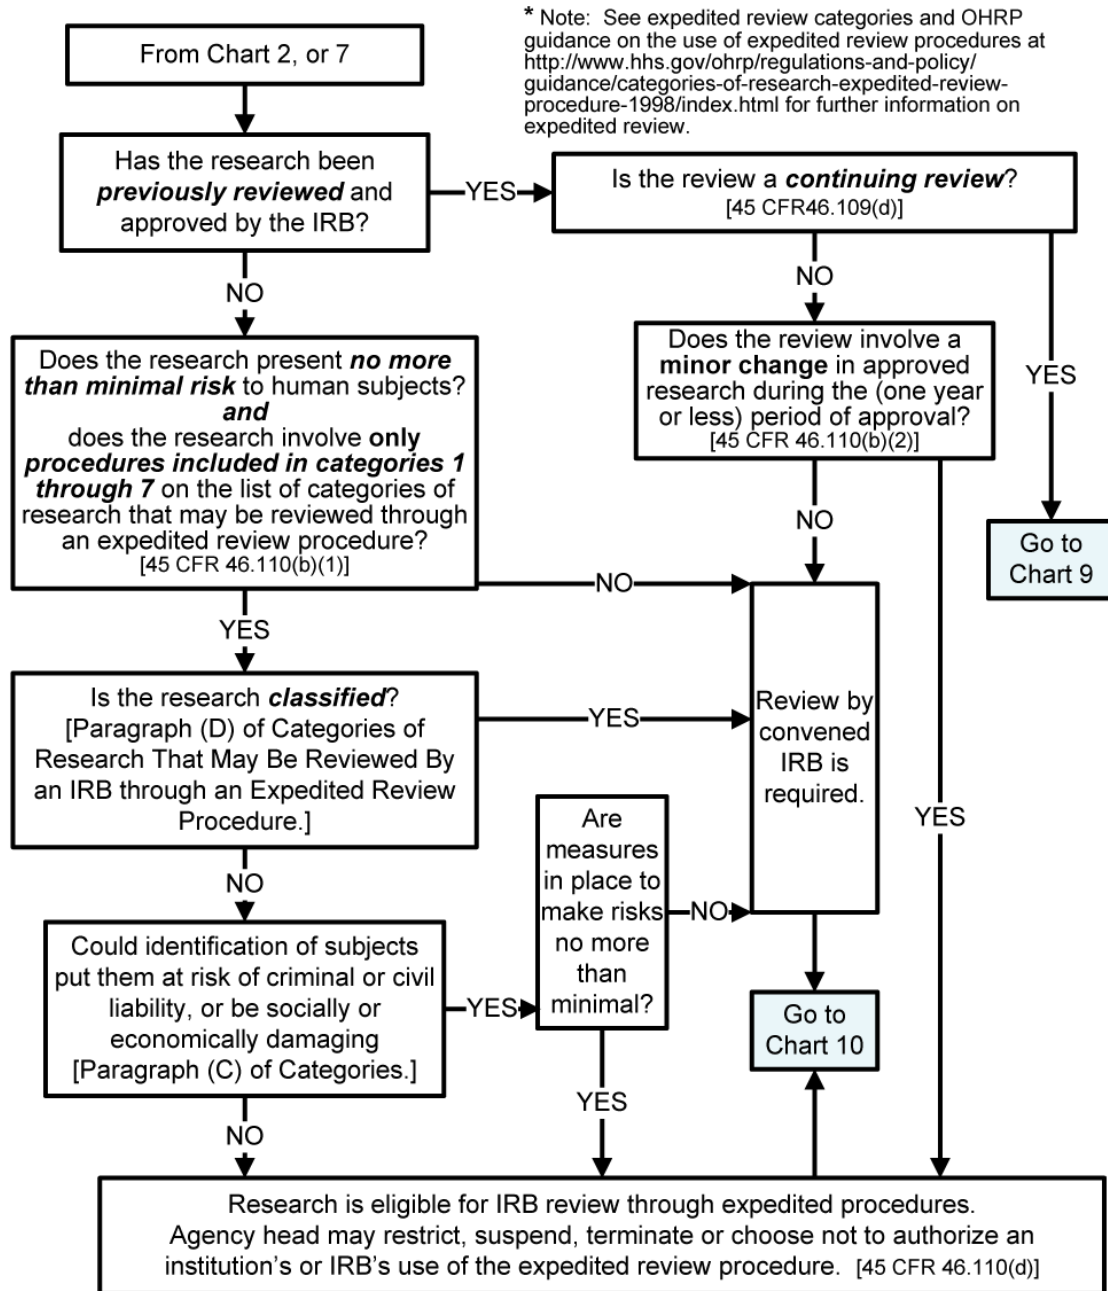 From Chart 2, or 7
* Note: See expedited review categories and OHRP
guidance on the use of expedited review procedures at
http://www.hhs.gov/ohrp/regulations-and-policy/
guidance/categories-of-research-expedited-review-
procedure-1998/index.html for further information on
expedited review.
Has the research been
previously reviewed and
approved by the IRB?
YES
Is the review a continuing review?
[45 CFR46.109(d)]
NO
NO
YES
Does the research present no more
than minimal risk to human subjects?
and
does the research involve only
procedures included in categories 1
through 7 on the list of categories of
research that may be reviewed through
an expedited review procedure?
[45 CFR 46.110(b)(1)]
Does the review involve a
minor change in approved
research during the (one year
or less) period of approval?
[45 CFR 46.110(b)(2)]
NO
Go to
Chart 9
NO
YES
Is the research classified?
[Paragraph (D) of Categories of
Research That May Be Reviewed By
an IRB through an Expedited Review
Procedure.]
YES
Review by
convened
IRB is
required.
YES
NO
Are
measures
in place to
make risks
no more
than
minimal?
NO
Could identification of subjects
put them at risk of criminal or civil
liability, or be socially or
economically damaging
[Paragraph (C) of Categories.]
YES
Go to
Chart 10
YES
NO
Research is eligible for IRB review through expedited procedures.
Agency head may restrict, suspend, terminate or choose not to authorize an
institution's or IRB's use of the expedited review procedure. [45 CFR 46.110(d)]